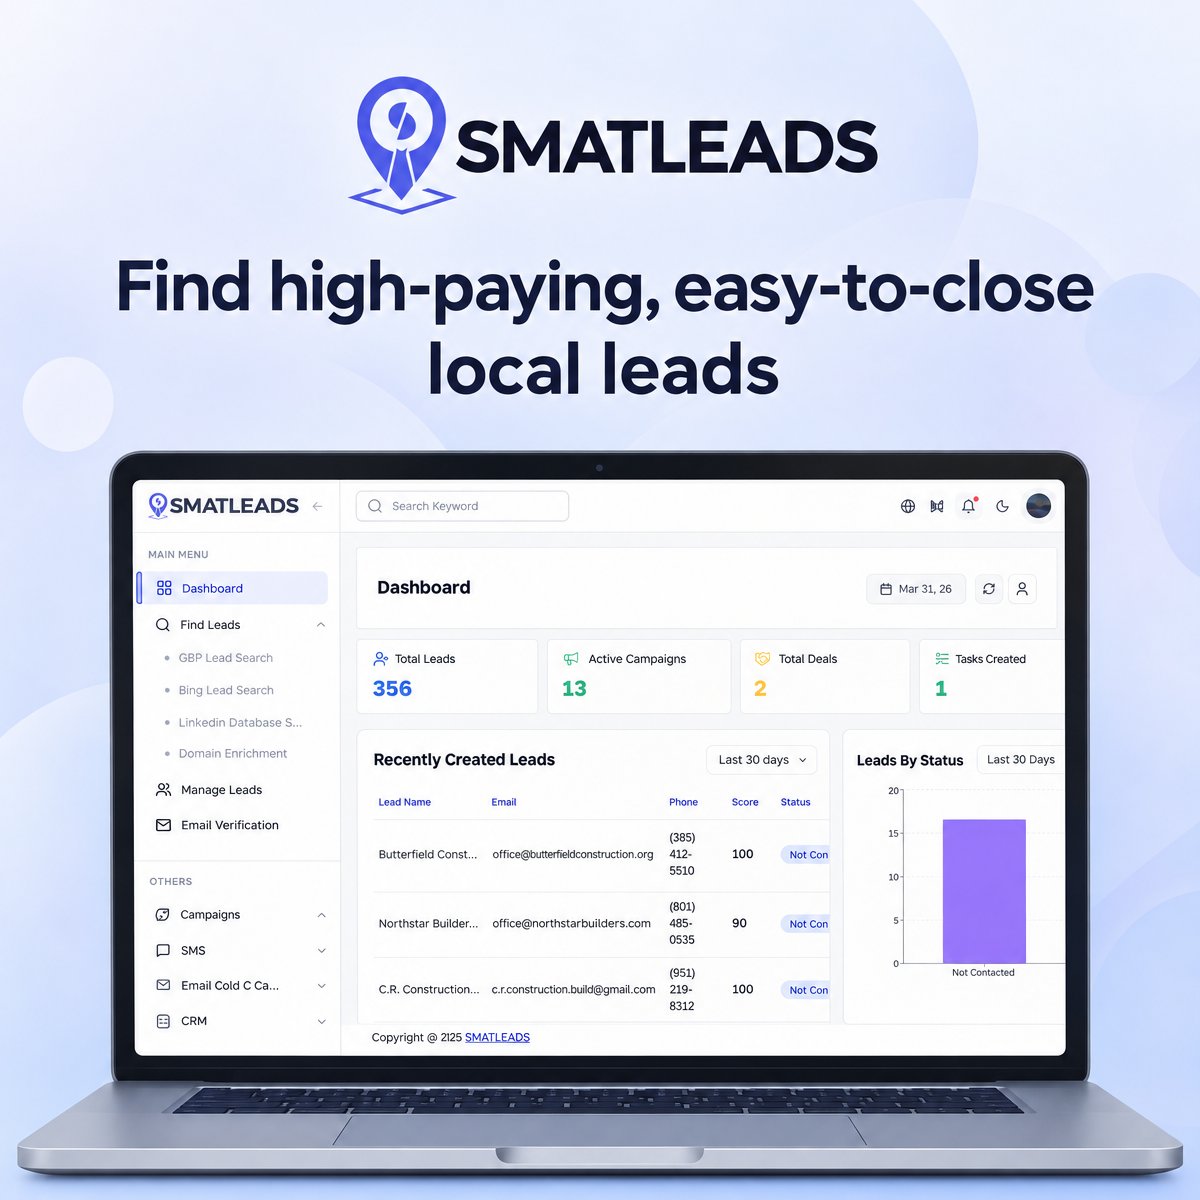 SMATLEADS
Find high-paying, easy-to-close
local leads
SMATLEADS
Search Keyword
MAIN MENU
Dashboard
Find Leads
GBP Lead Search
Bing Lead Search
Linkedin Database S...
Domain Enrichment
Manage Leads
Email Verification
OTHERS
Campaigns
SMS
Email Cold C Ca...
CRM
Dashboard
Mar 31, 26
Total Leads
356
Active Campaigns
13
Total Deals
2
Tasks Created
1
Recently Created Leads
Last 30 days
Lead Name Email Phone Score Status
Butterfield Const... office@butterfieldconstruction.org (385)
412-
5510 100 Not Con
Northstar Builder... office@northstarbuilders.com (801)
485-
0535 90 Not Con
C.R. Construction... c.r.construction.build@gmail.com (951)
219-
8312 100 Not Con
Leads By Status
Last 30 Days
20
15
10
5
0
Not Contacted
Copyright @ 2125 SMATLEADS